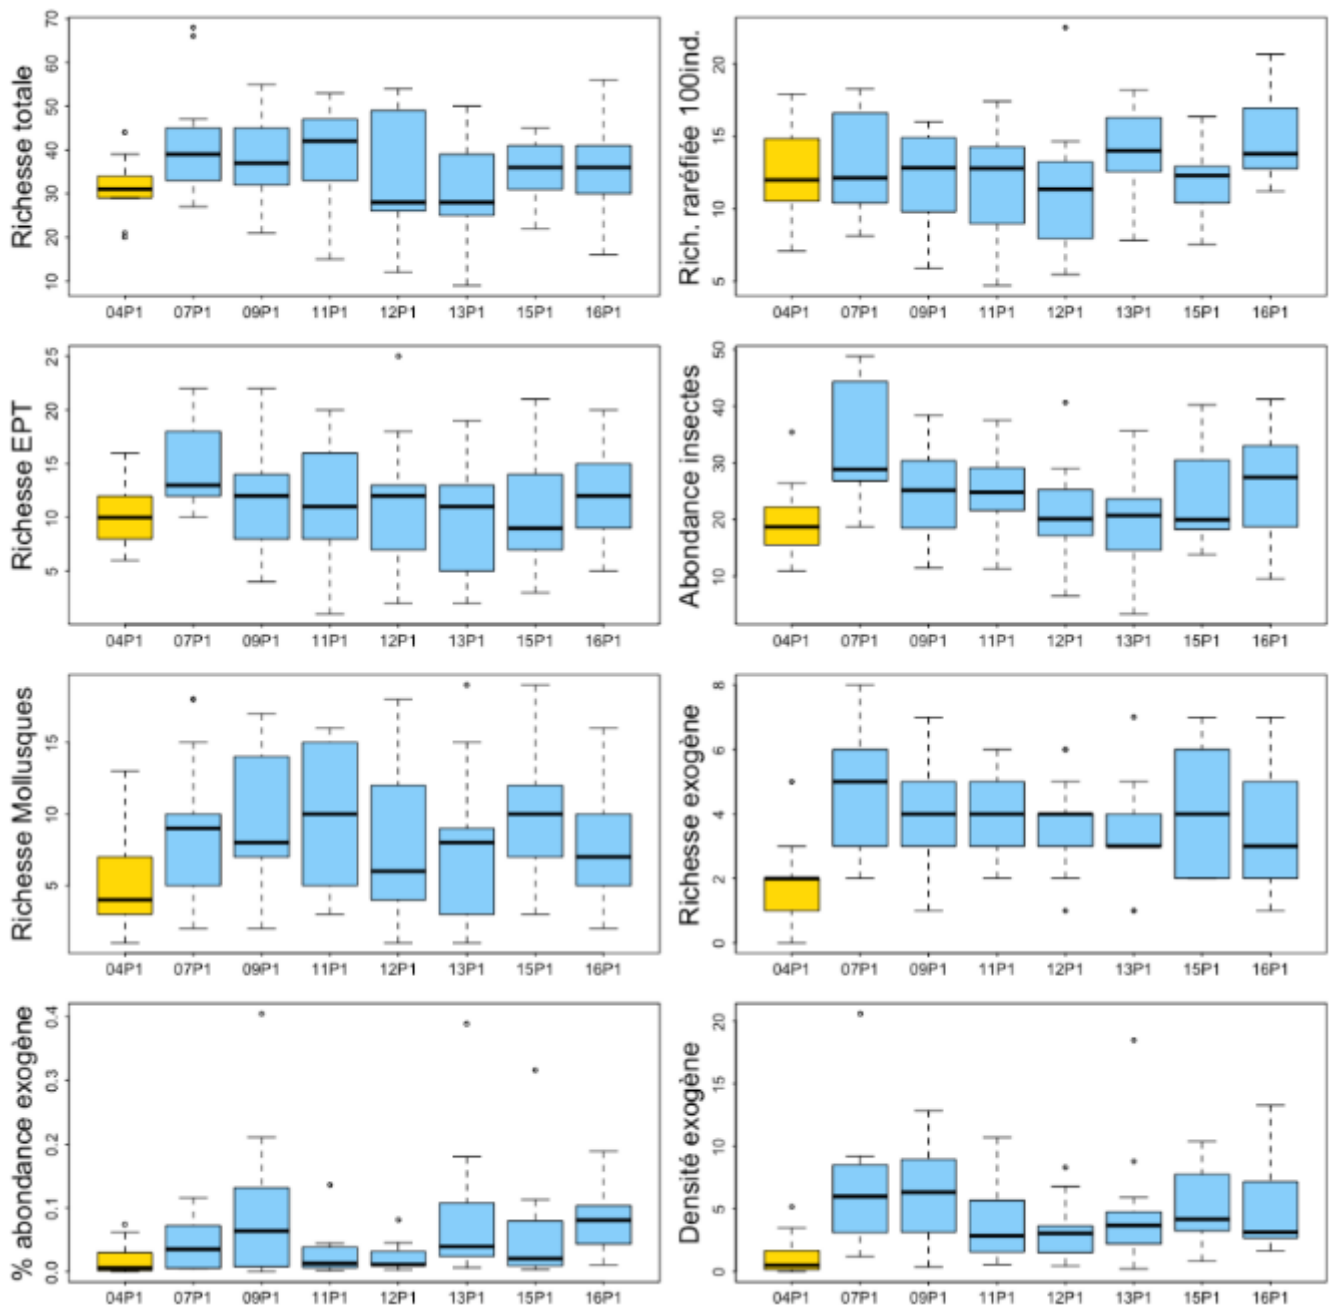 Richesse totale
70
60
50
40
30
20
10
04P1 07P1 09P1 11P1 12P1 13P1 15P1 16P1
Rich. raréfiée 100ind.
20
15
10
5
04P1 07P1 09P1 11P1 12P1 13P1 15P1 16P1
Richesse EPT
25
20
15
10
5
04P1 07P1 09P1 11P1 12P1 13P1 15P1 16P1
Abondance insectes
50
40
30
20
10
04P1 07P1 09P1 11P1 12P1 13P1 15P1 16P1
Richesse Mollusques
15
10
5
04P1 07P1 09P1 11P1 12P1 13P1 15P1 16P1
Richesse exogène
8
6
4
2
0
04P1 07P1 09P1 11P1 12P1 13P1 15P1 16P1
% abondance exogène
0.4
0.3
0.2
0.1
0.0
04P1 07P1 09P1 11P1 12P1 13P1 15P1 16P1
Densité exogène
20
15
10
5
0
04P1 07P1 09P1 11P1 12P1 13P1 15P1 16P1